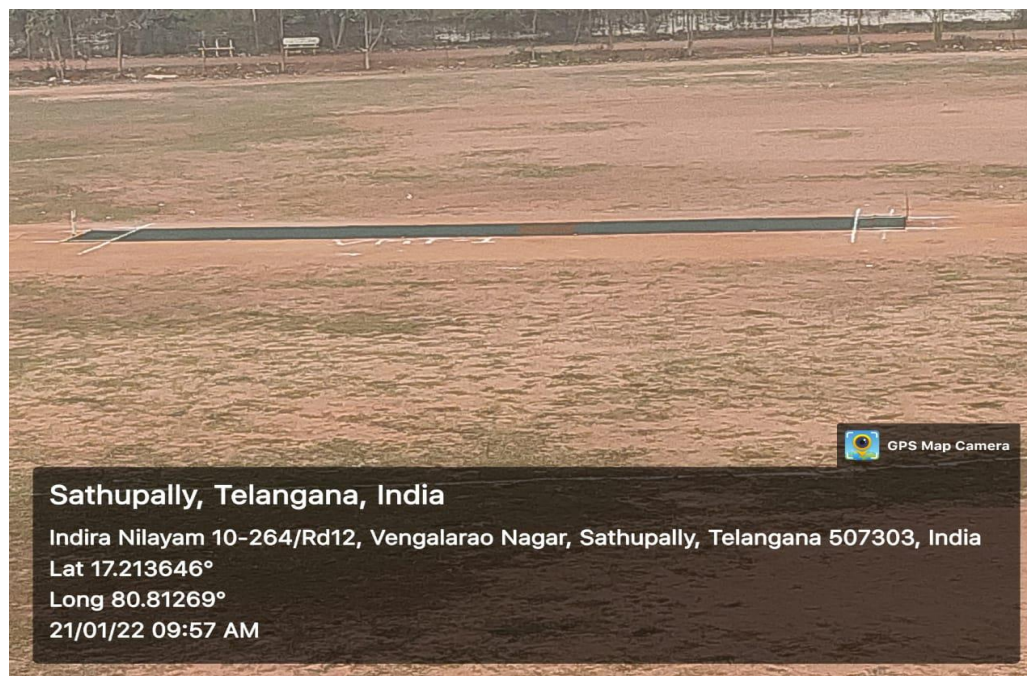 GPS Map Camera
Sathupally, Telangana, India
Indira Nilayam 10-264/Rd12, Vengalarao Nagar, Sathupally, Telangana 507303, India
Lat 17.213646°
Long 80.81269°
21/01/22 09:57 AM